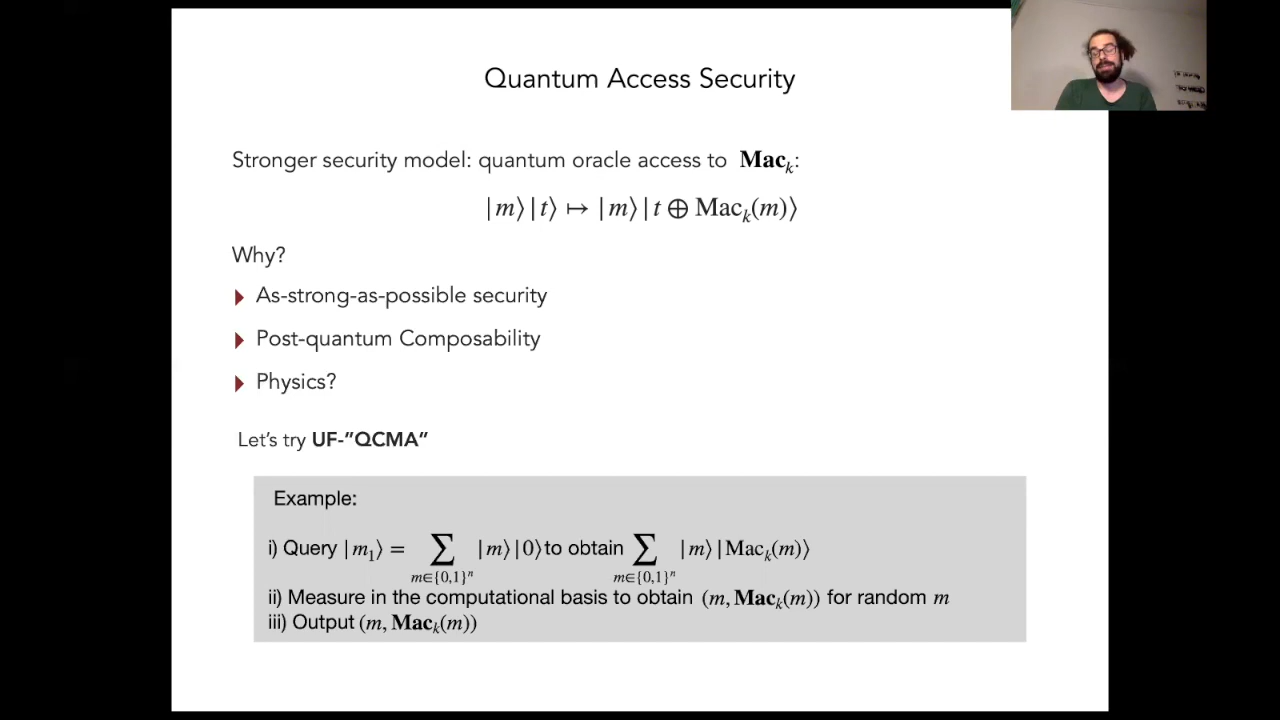 Quantum Access Security
Stronger security model: quantum oracle access to Mac_k:
|m⟩|t⟩ ↦ |m⟩|t ⊕ Mac_k(m)⟩
Why?
As-strong-as-possible security
Post-quantum Composability
Physics?
Let's try UF-"QCMA"
Example:
i) Query |m_1⟩ = ∑_{m∈{0,1}^n} |m⟩|0⟩ to obtain ∑_{m∈{0,1}^n} |m⟩|Mac_k(m)⟩
ii) Measure in the computational basis to obtain (m, Mac_k(m)) for random m
iii) Output (m, Mac_k(m))